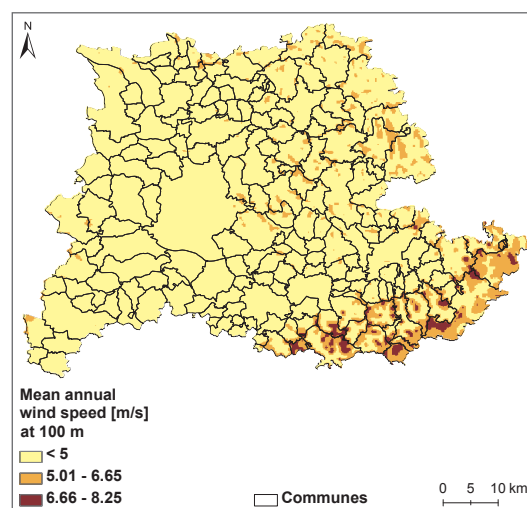 N
Mean annual
wind speed [m/s]
at 100 m
< 5
5.01 - 6.65
6.66 - 8.25
Communes
0 5 10 km